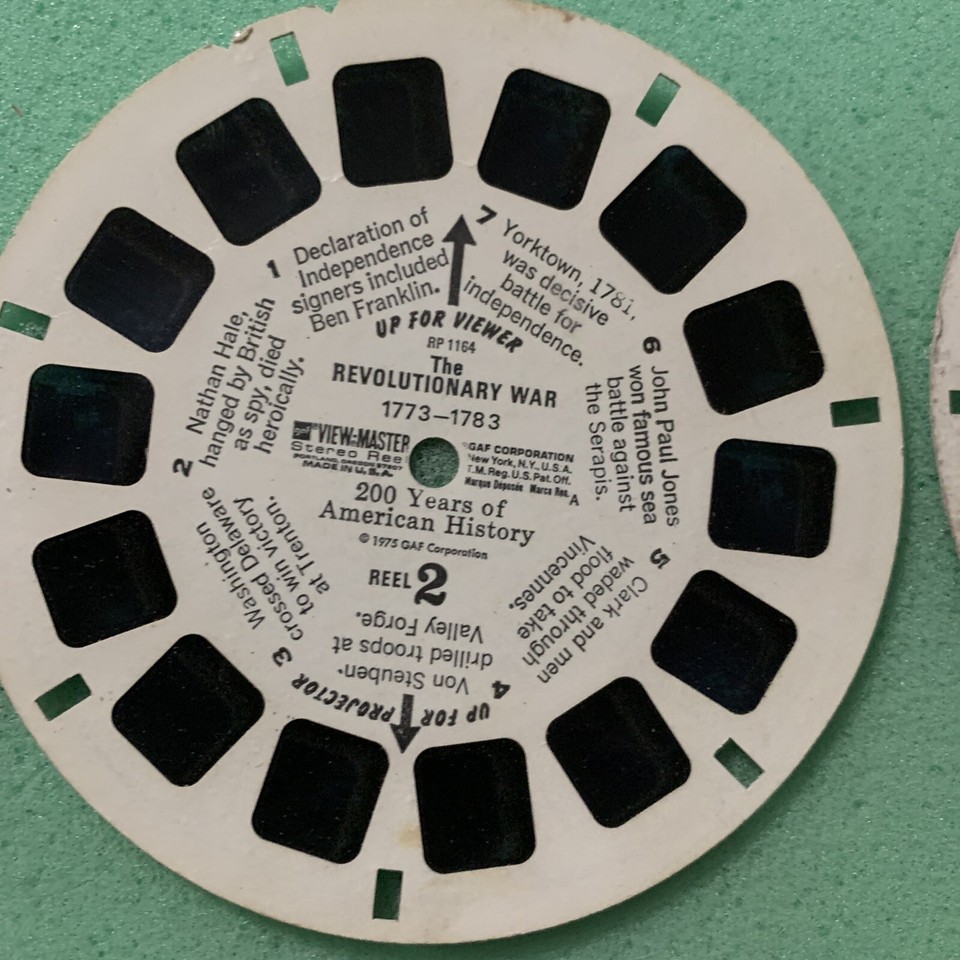 UP FOR VIEWER
RP 1164
The
REVOLUTIONARY WAR
1773–1783
gaf VIEW-MASTER
Stereo Reel
PORTLAND, OREGON 97207
MADE IN U.S.A.
GAF CORPORATION
New York, N.Y., U.S.A.
T.M. Reg. U.S. Pat. Off.
Marque Déposée Marca Reg.
A
200 Years of
American History
© 1975 GAF Corporation
REEL 2
1
Declaration of
Independence
signers included
Ben Franklin.
2
Nathan Hale,
hanged by British
as spy, died
heroically.
3
Washington
crossed Delaware
to win victory
at Trenton.
4
Von Steuben
drilled troops at
Valley Forge.
5
Clark and men
waded through
flood to take
Vincennes.
6
John Paul Jones
won famous sea
battle against
the Serapis.
7
Yorktown, 1781,
was decisive
battle for
independence.
UP FOR PROJECTOR